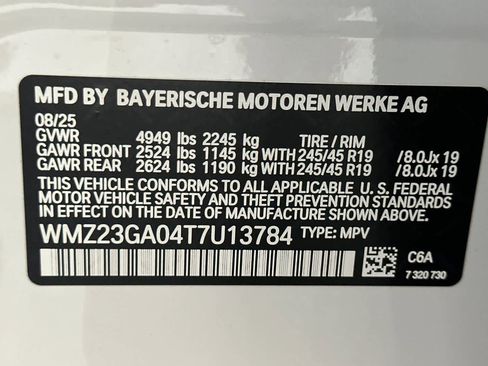 MFD BY BAYERISCHE MOTOREN WERKE AG
08/25
GVWR 4949 lbs 2245 kg TIRE / RIM
GAWR FRONT 2524 lbs 1145 kg WITH 245/45 R19 /8.0Jx 19
GAWR REAR 2624 lbs 1190 kg WITH 245/45 R19 /8.0Jx 19
THIS VEHICLE CONFORMS TO ALL APPLICABLE U. S. FEDERAL
MOTOR VEHICLE SAFETY AND THEFT PREVENTION STANDARDS
IN EFFECT ON THE DATE OF MANUFACTURE SHOWN ABOVE.
WMZ23GA04T7U13784 TYPE: MPV
C6A
7 320 730